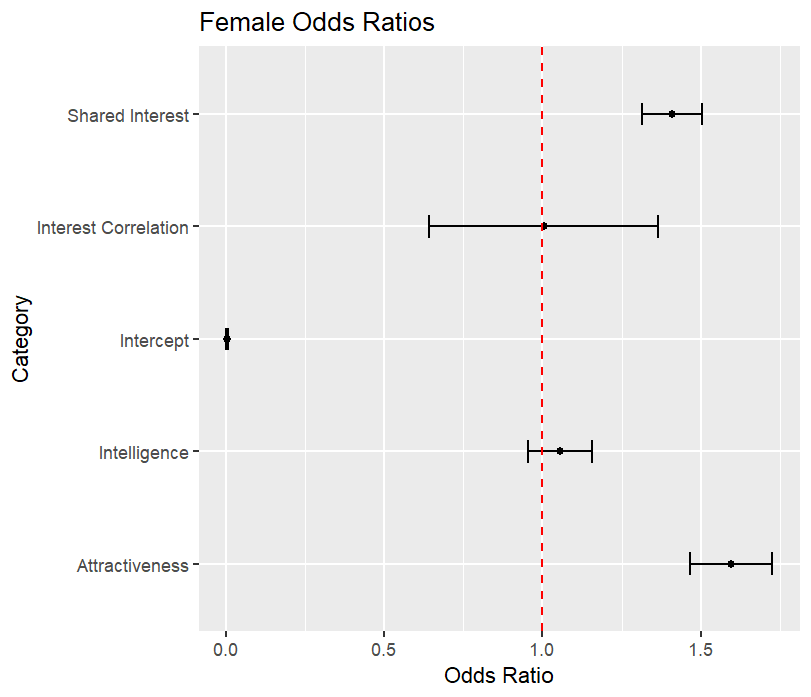 Female Odds Ratios
Category
Shared Interest
Interest Correlation
Intercept
Intelligence
Attractiveness
0.0 0.5 1.0 1.5
Odds Ratio